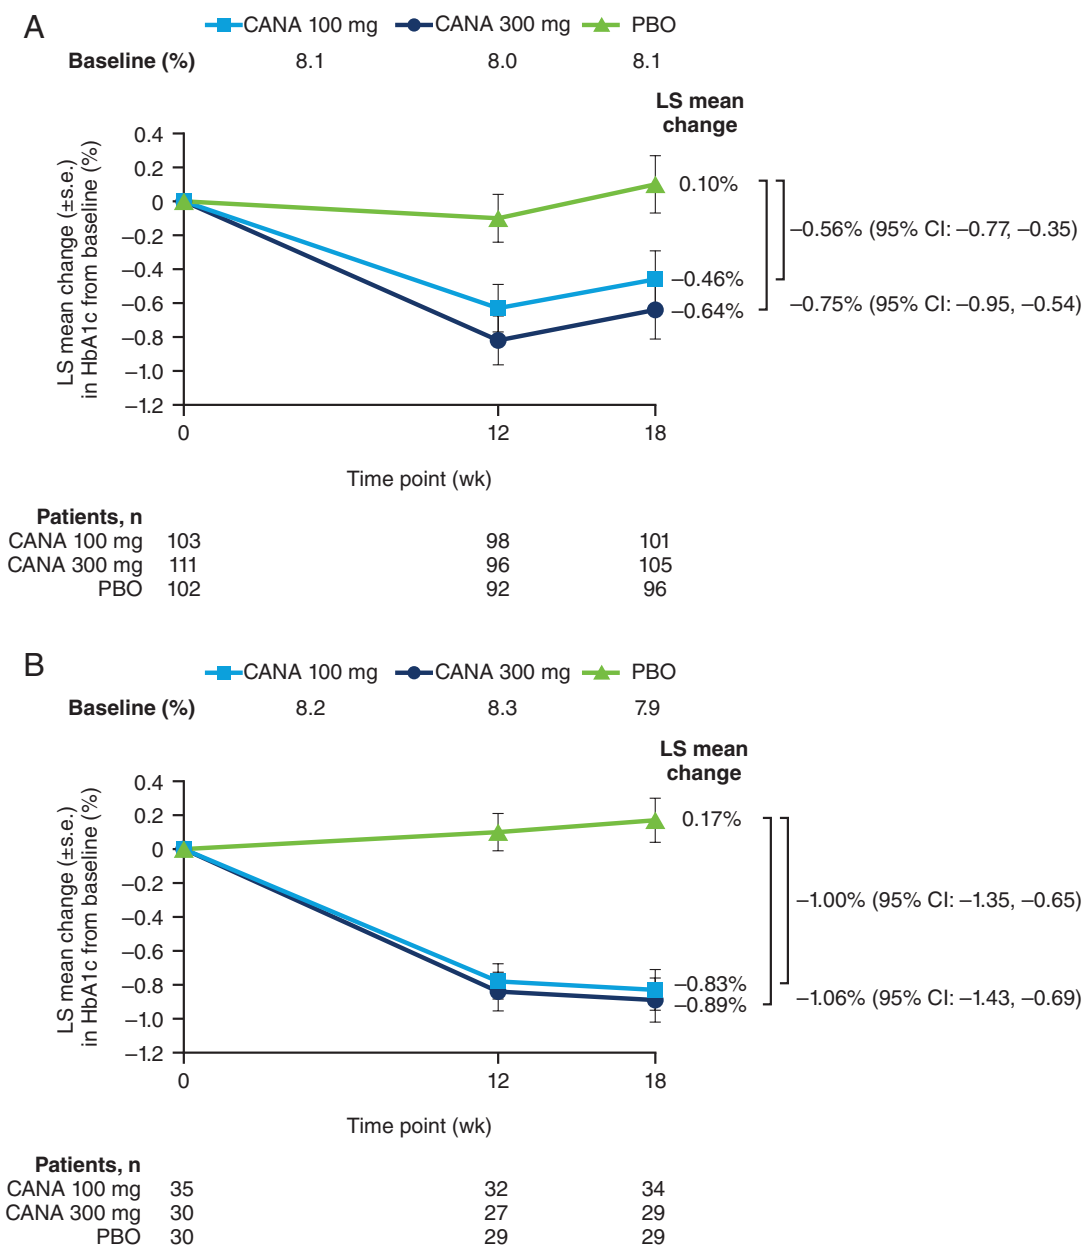 A
CANA 100 mg CANA 300 mg PBO
Baseline (%) 8.1 8.0 8.1
LS mean
change
LS mean change (±s.e.)
in HbA1c from baseline (%)
0.4
0.2
0
–0.2
–0.4
–0.6
–0.8
–1.0
–1.2
0.10%
–0.46%
–0.64%
–0.56% (95% CI: –0.77, –0.35)
–0.75% (95% CI: –0.95, –0.54)
0 12 18
Time point (wk)
Patients, n
CANA 100 mg 103 98 101
CANA 300 mg 111 96 105
PBO 102 92 96
B
CANA 100 mg CANA 300 mg PBO
Baseline (%) 8.2 8.3 7.9
LS mean
change
LS mean change (±s.e.)
in HbA1c from baseline (%)
0.4
0.2
0
–0.2
–0.4
–0.6
–0.8
–1.0
–1.2
0.17%
–0.83%
–0.89%
–1.00% (95% CI: –1.35, –0.65)
–1.06% (95% CI: –1.43, –0.69)
0 12 18
Time point (wk)
Patients, n
CANA 100 mg 35 32 34
CANA 300 mg 30 27 29
PBO 30 29 29